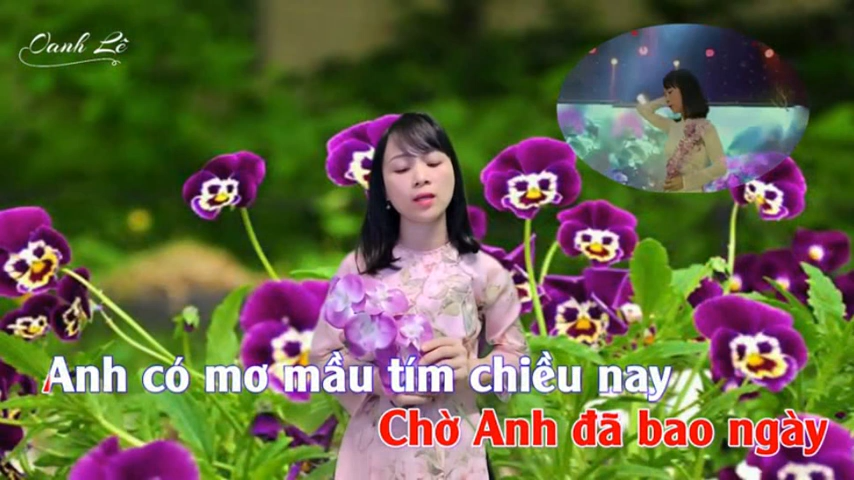 Oanh Lê
Anh có mơ mầu tím chiều nay
Chờ Anh đã bao ngày